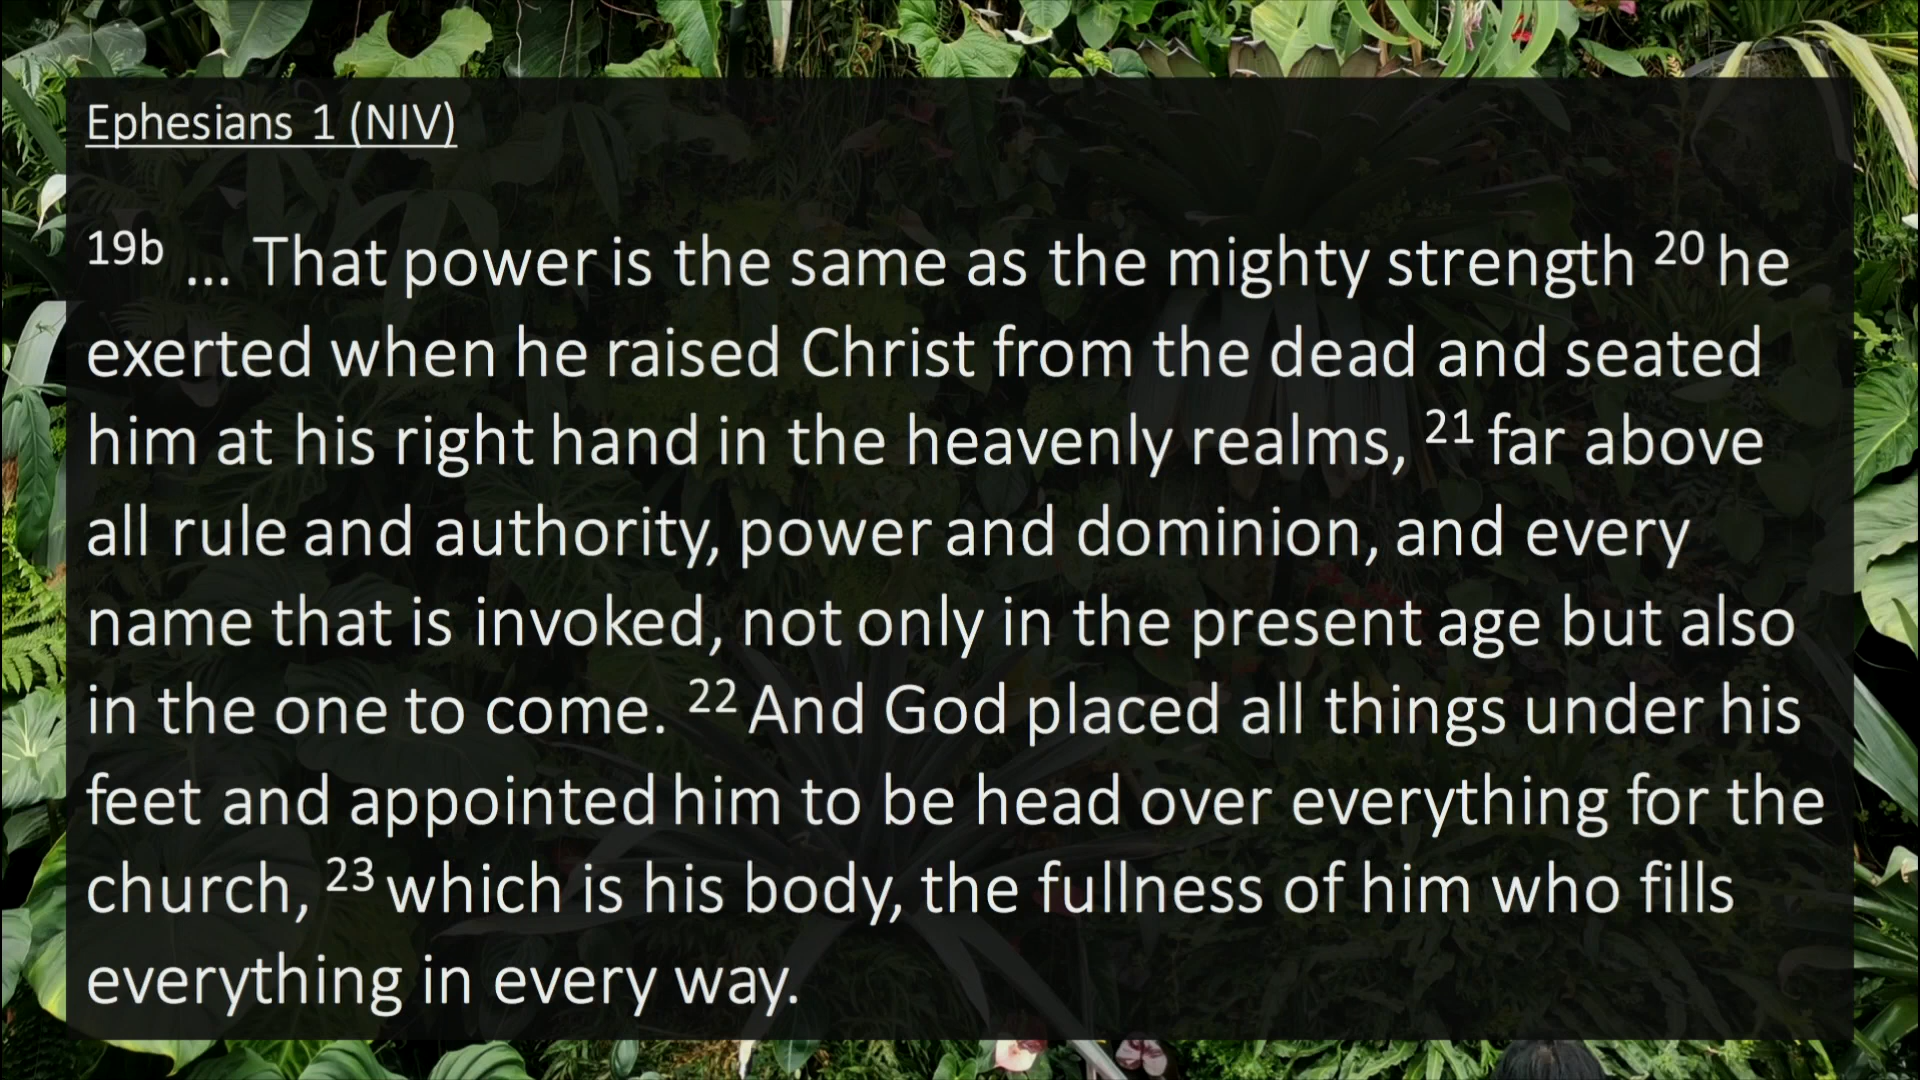 Ephesians 1 (NIV)
19b ... That power is the same as the mighty strength 20 he
exerted when he raised Christ from the dead and seated
him at his right hand in the heavenly realms, 21 far above
all rule and authority, power and dominion, and every
name that is invoked, not only in the present age but also
in the one to come. 22 And God placed all things under his
feet and appointed him to be head over everything for the
church, 23 which is his body, the fullness of him who fills
everything in every way.